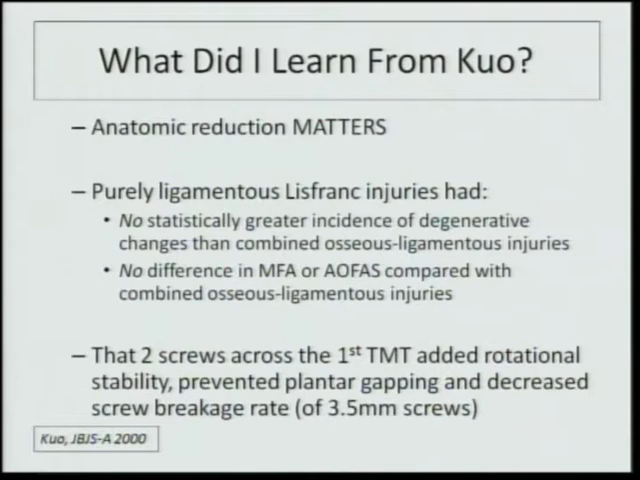 What Did I Learn From Kuo?
– Anatomic reduction MATTERS
– Purely ligamentous Lisfranc injuries had:
• No statistically greater incidence of degenerative
changes than combined osseous-ligamentous injuries
• No difference in MFA or AOFAS compared with
combined osseous-ligamentous injuries
– That 2 screws across the 1st TMT added rotational
stability, prevented plantar gapping and decreased
screw breakage rate (of 3.5mm screws)
Kuo, JBJS-A 2000